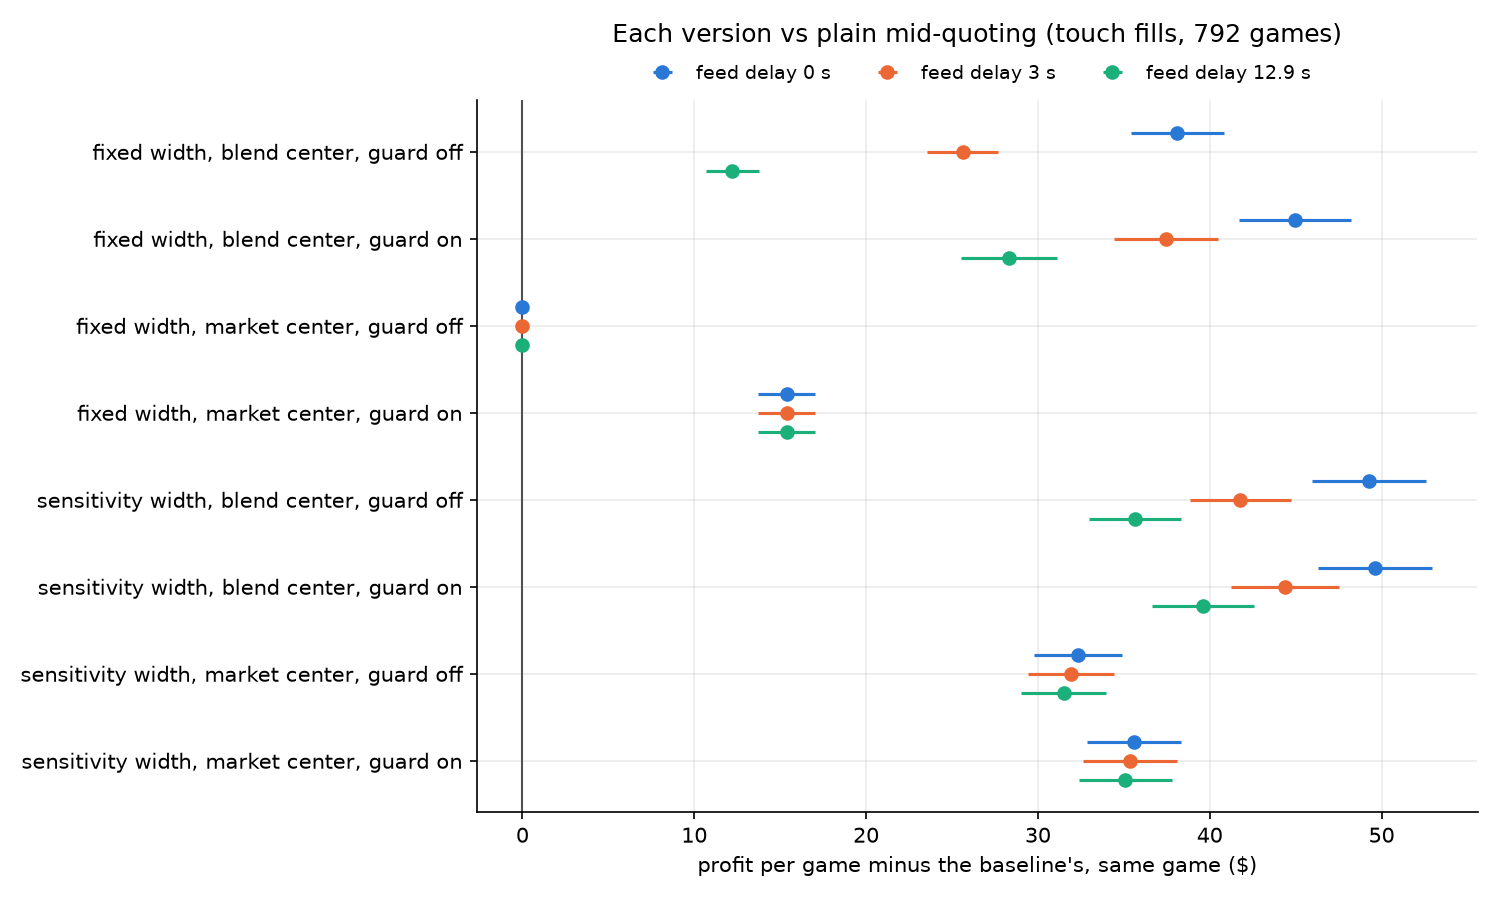 Each version vs plain mid-quoting (touch fills, 792 games)
feed delay 0 s feed delay 3 s feed delay 12.9 s
fixed width, blend center, guard off
fixed width, blend center, guard on
fixed width, market center, guard off
fixed width, market center, guard on
sensitivity width, blend center, guard off
sensitivity width, blend center, guard on
sensitivity width, market center, guard off
sensitivity width, market center, guard on
0 10 20 30 40 50
profit per game minus the baseline's, same game ($)